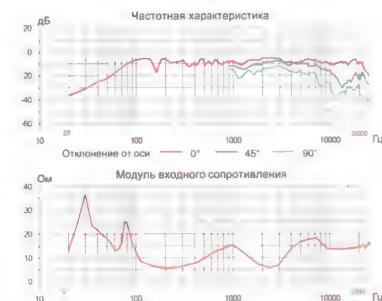 Частотная характеристика
дБ
20
0
-20
-40
-60
10 20 100 1000 10000 20000 Гц
Отклонение от оси 0° 45° 90°
Модуль входного сопротивления
Ом
40
30
20
10
0
10 100 1000 10000 Гц